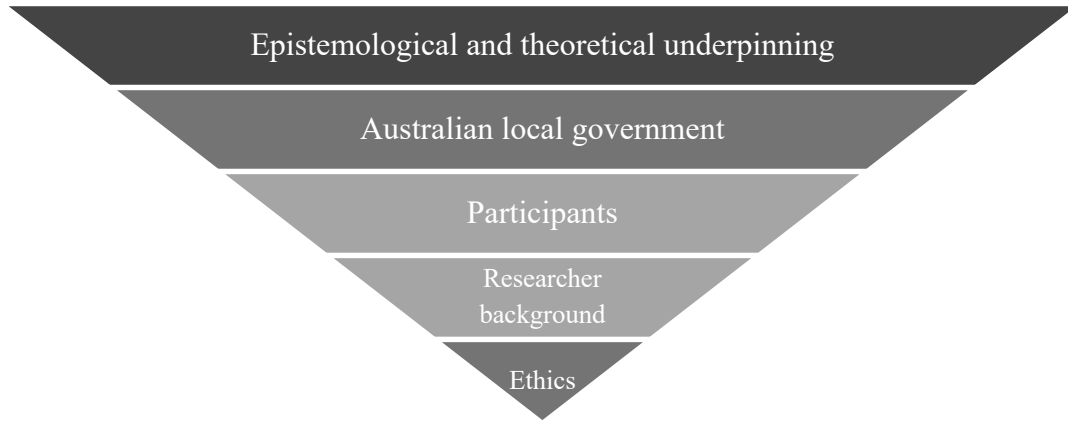 Epistemological and theoretical underpinning
Australian local government
Participants
Researcher
background
Ethics